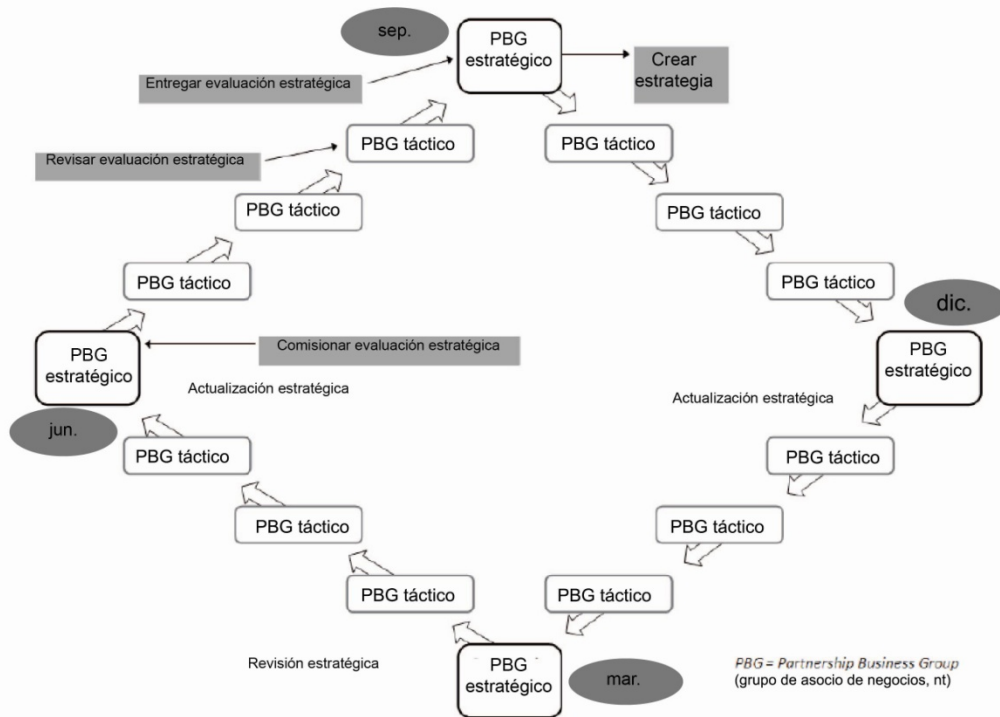 sep.
PBG
estratégico
Crear
estrategia
Entregar evaluación estratégica
PBG táctico
PBG táctico
Revisar evaluación estratégica
PBG táctico
PBG táctico
PBG táctico
PBG táctico
dic.
PBG
estratégico
Comisionar evaluación estratégica
PBG
estratégico
Actualización estratégica
Actualización estratégica
jun.
PBG táctico
PBG táctico
PBG táctico
PBG táctico
PBG táctico
PBG táctico
Revisión estratégica
PBG
estratégico
mar.
PBG = Partnership Business Group
(grupo de asocio de negocios, nt)